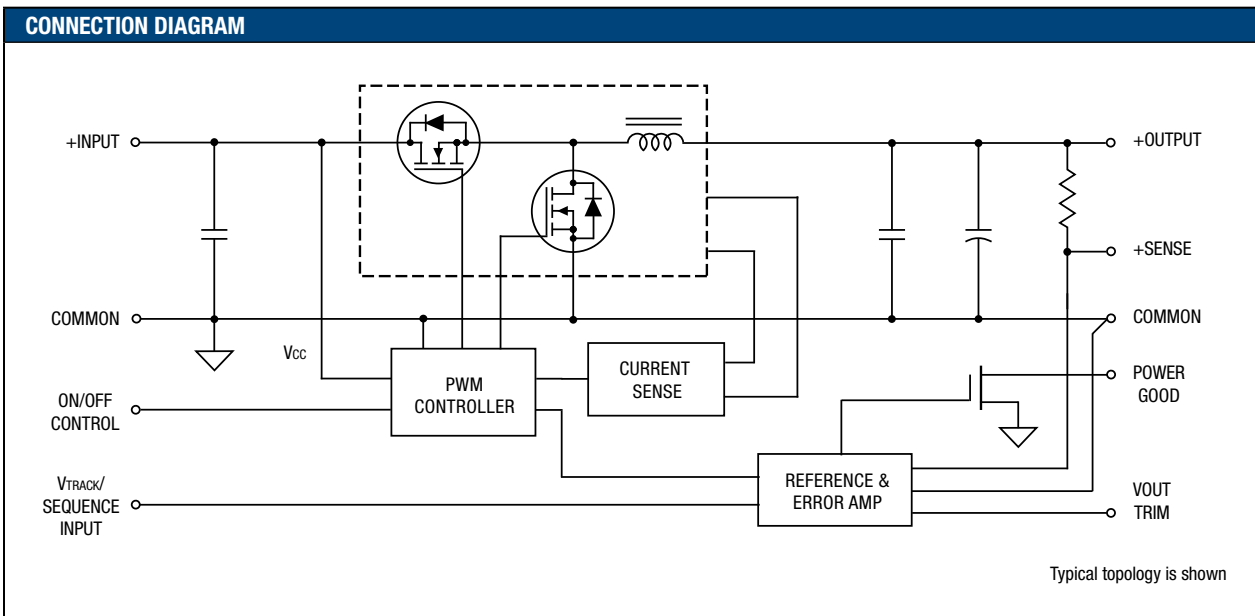 CONNECTION DIAGRAM
+INPUT
+OUTPUT
+SENSE
COMMON
COMMON
VCC
PWM
CONTROLLER
CURRENT
SENSE
POWER
GOOD
ON/OFF
CONTROL
VTRACK/
SEQUENCE
INPUT
REFERENCE &
ERROR AMP
VOUT
TRIM
Typical topology is shown